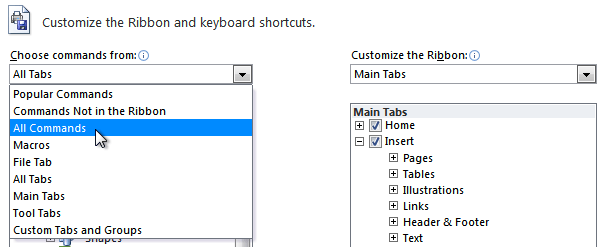 Customize the Ribbon and keyboard shortcuts.
Choose commands from:
All Tabs
Popular Commands
Commands Not in the Ribbon
All Commands
Macros
File Tab
All Tabs
Main Tabs
Tool Tabs
Custom Tabs and Groups
Shapes
Customize the Ribbon:
Main Tabs
Main Tabs
Home
Insert
Pages
Tables
Illustrations
Links
Header & Footer
Text